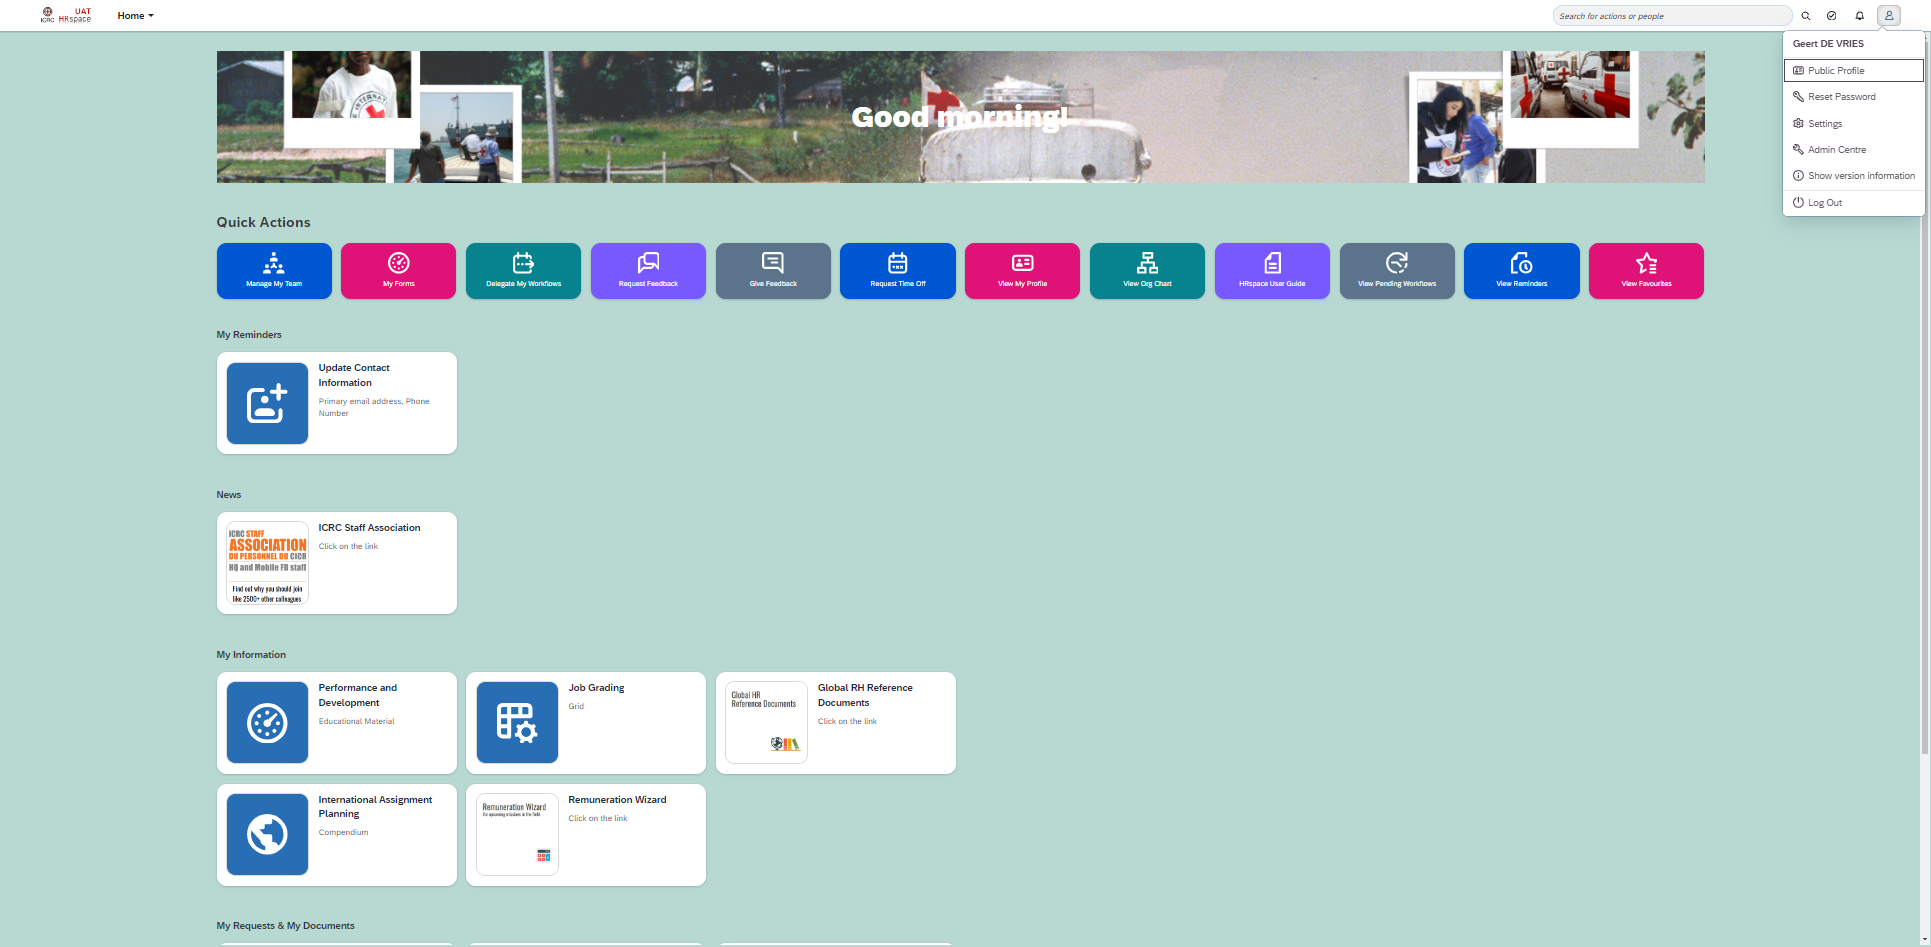 UAT
ICRC HRspace
Home
Search for actions or people
Geert DE VRIES
Public Profile
Reset Password
Settings
Admin Centre
Show version information
Log Out
INTERNAT
Good morning!
Quick Actions
Manage My Team
My Forms
Delegate My Workflows
Request Feedback
Give Feedback
Request Time Off
View My Profile
View Org Chart
HRspace User Guide
View Pending Workflows
View Reminders
View Favourites
My Reminders
Update Contact
Information
Primary email address, Phone
Number
News
ICRC STAFF
ASSOCIATION
DU PERSONNEL DU CICR
HQ and Mobile FD staff
Find out why you should join
like 2500+ other colleagues
ICRC Staff Association
Click on the link
My Information
Performance and
Development
Educational Material
Job Grading
Grid
Global HR
Reference Documents
Global RH Reference
Documents
Click on the link
International Assignment
Planning
Compendium
Remuneration Wizard
for upcoming missions in the field
Remuneration Wizard
Click on the link
My Requests & My Documents